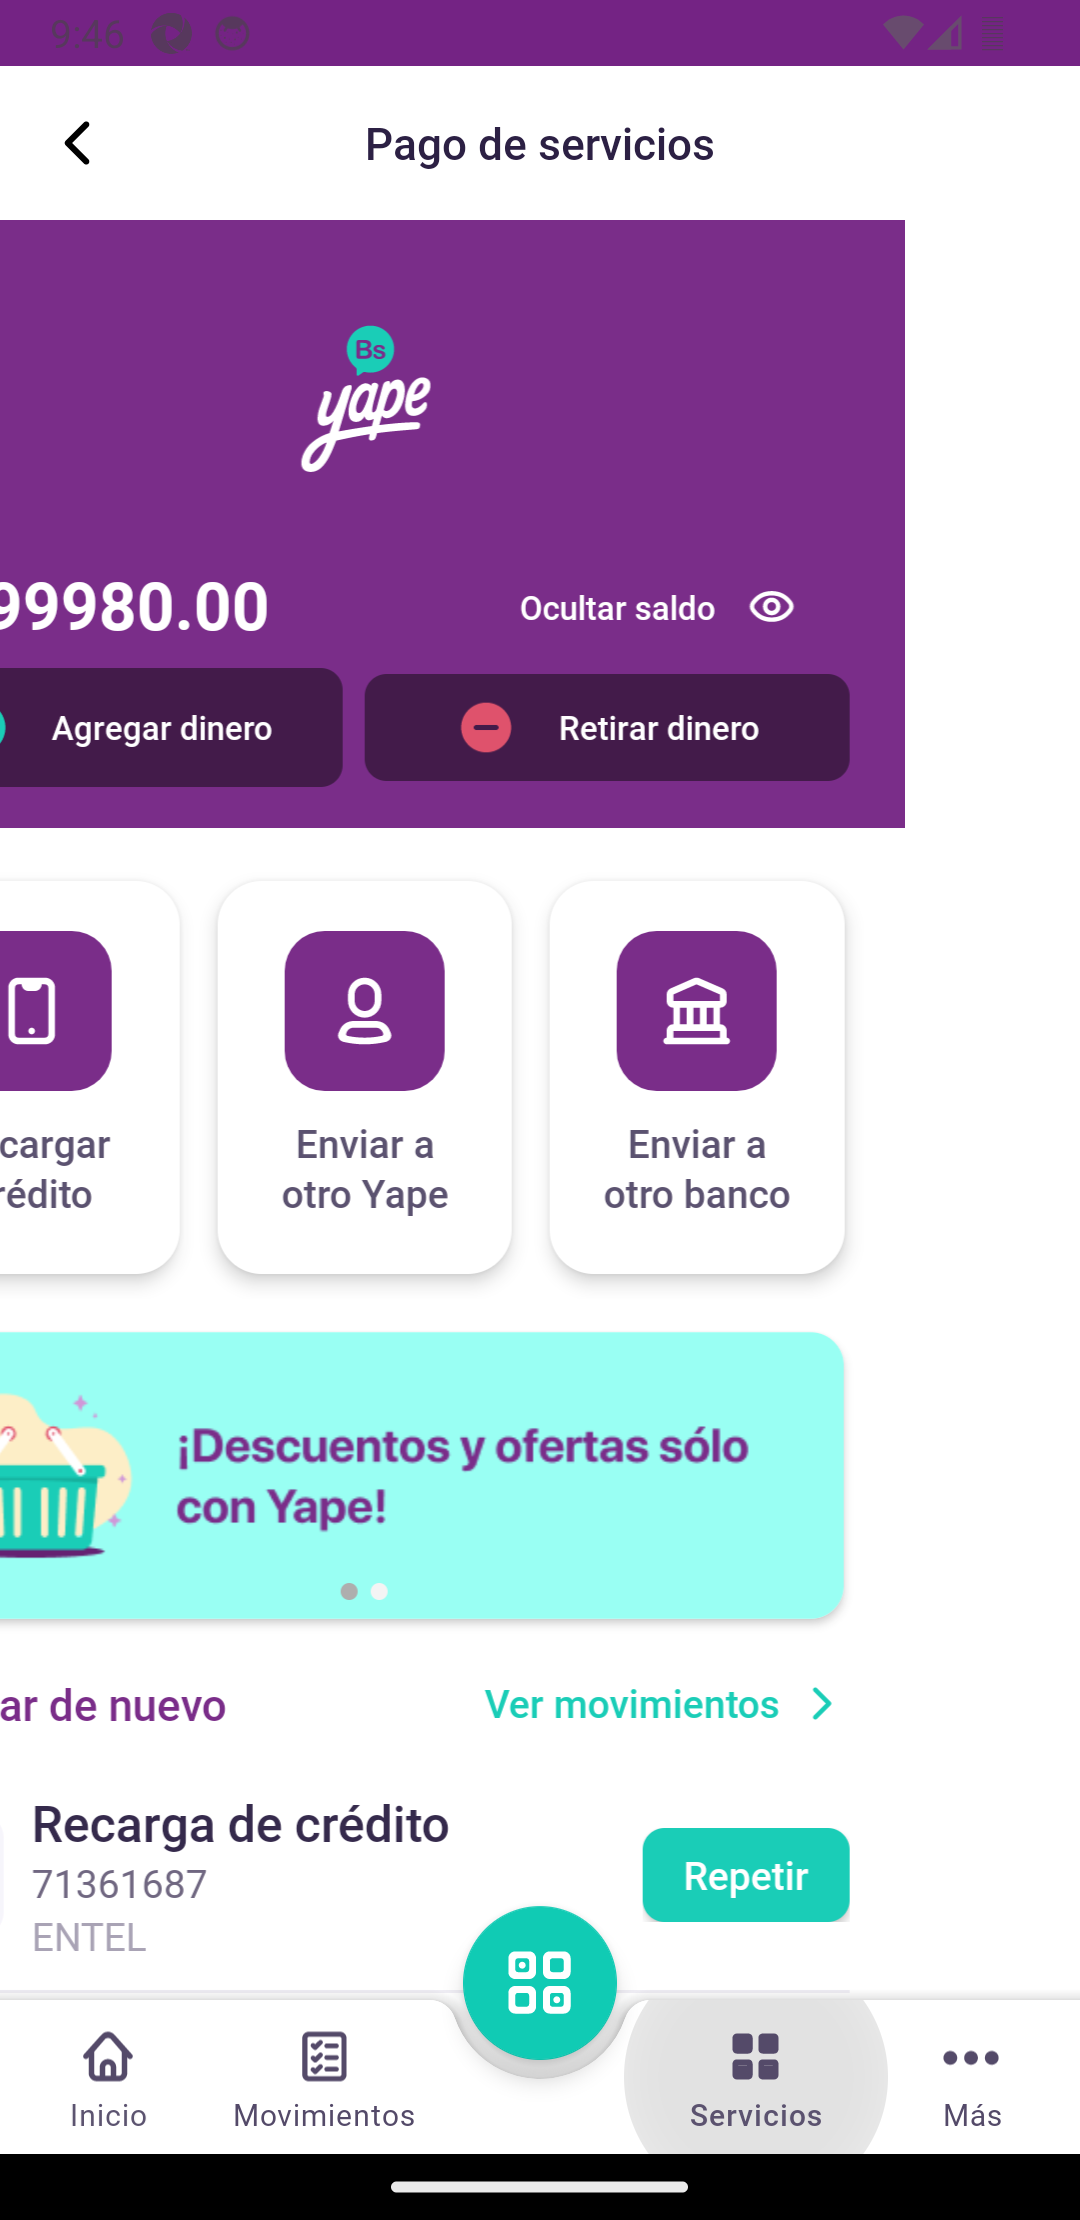 9:46
Pago de servicios
Bs
yape
99980.00
Ocultar saldo
Agregar dinero
Retirar dinero
cargar
rédito
Enviar a
otro Yape
Enviar a
otro banco
¡Descuentos y ofertas sólo
con Yape!
ar de nuevo
Ver movimientos
Recarga de crédito
71361687
ENTEL
Repetir
Inicio
Movimientos
Servicios
Más